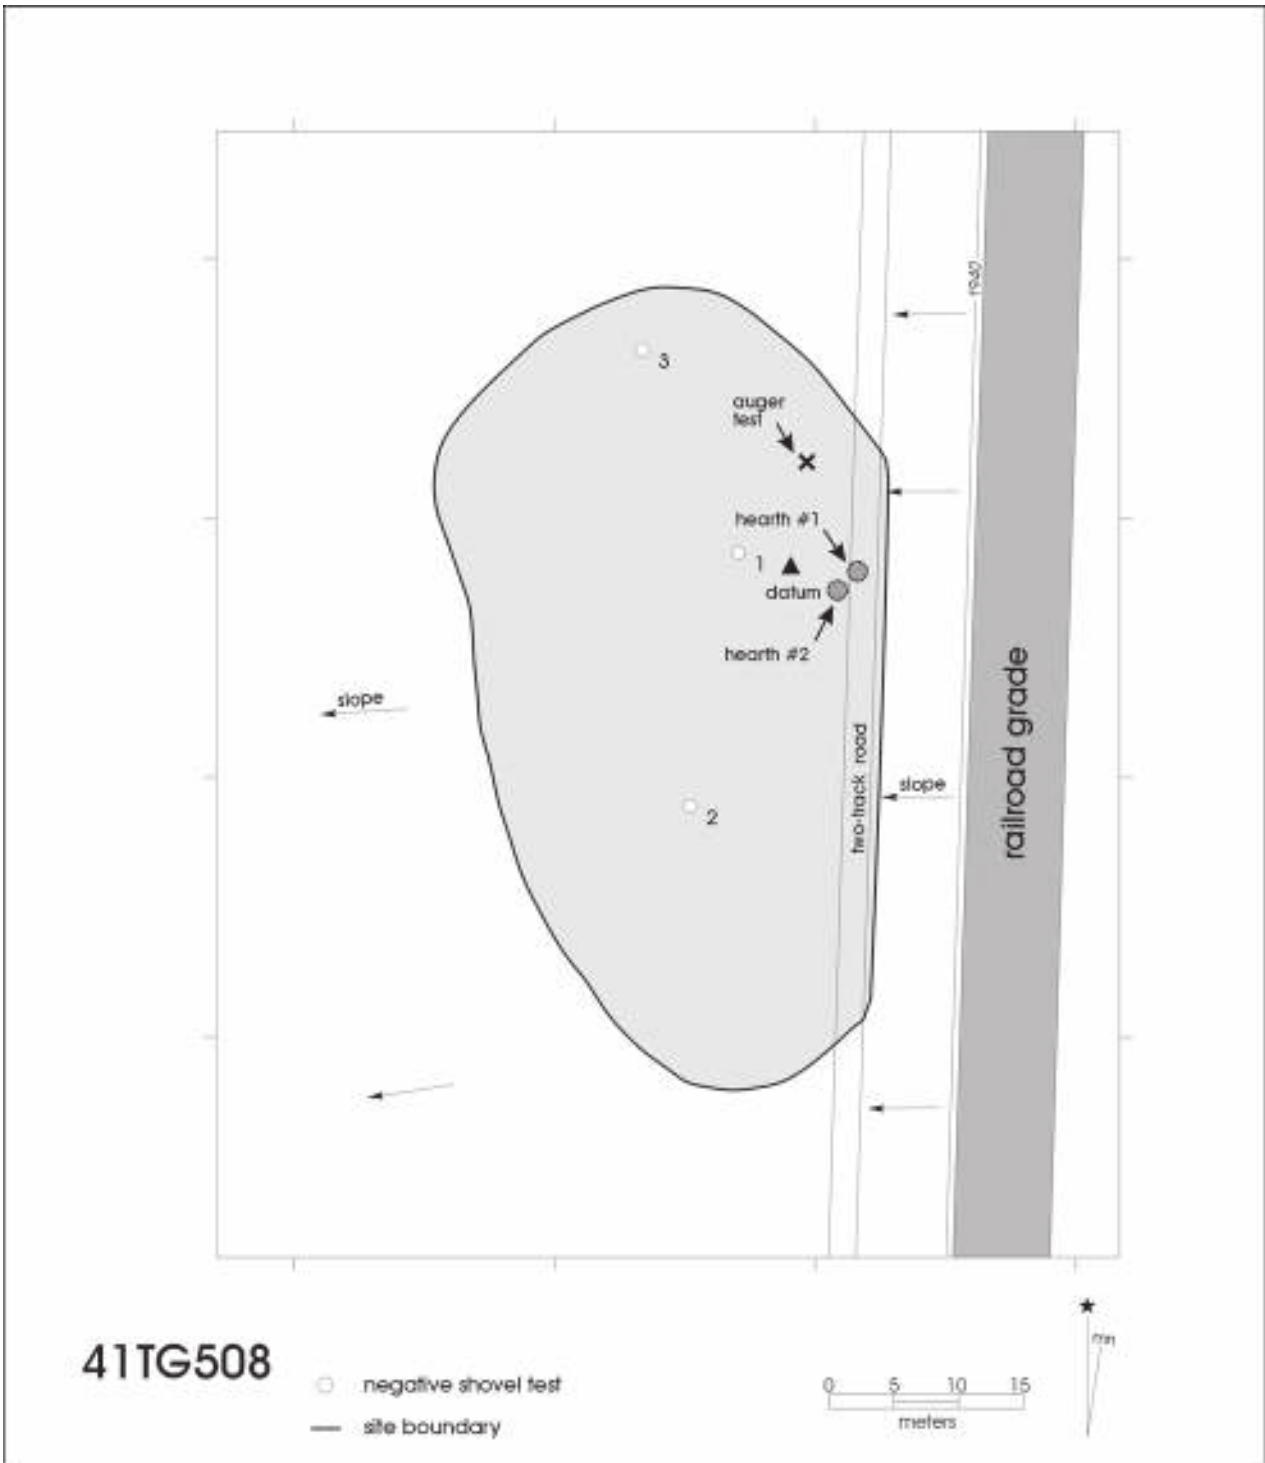 1940
3
auger
test
hearth #1
1
datum
hearth #2
slope
railroad grade
two-track road
slope
2
mn
41TG508
negative shovel test
site boundary
0 5 10 15
meters